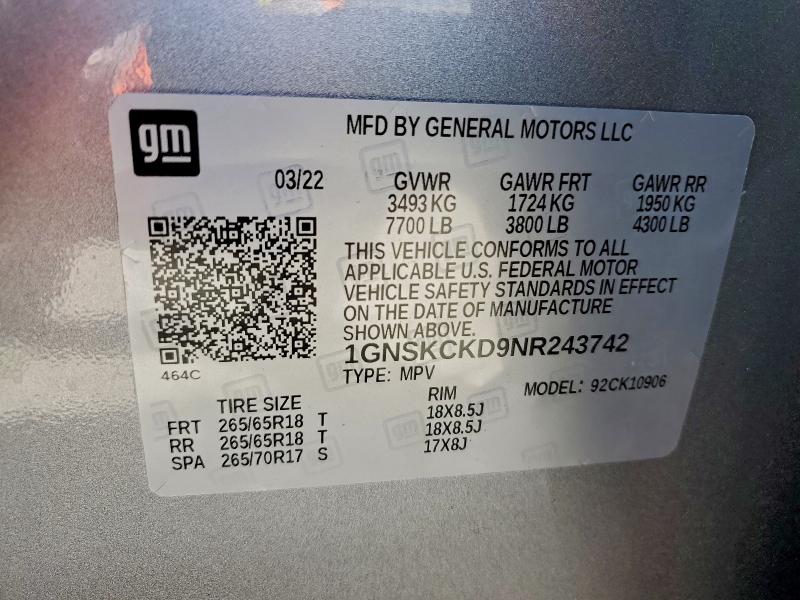 gm
MFD BY GENERAL MOTORS LLC
03/22 GVWR GAWR FRT GAWR RR
3493 KG 1724 KG 1950 KG
7700 LB 3800 LB 4300 LB
THIS VEHICLE CONFORMS TO ALL
APPLICABLE U.S. FEDERAL MOTOR
VEHICLE SAFETY STANDARDS IN EFFECT
ON THE DATE OF MANUFACTURE
SHOWN ABOVE.
1GNSKCKD9NR243742
464C
TYPE: MPV MODEL: 92CK10906
TIRE SIZE RIM
FRT 265/65R18 T 18X8.5J
RR 265/65R18 T 18X8.5J
SPA 265/70R17 S 17X8J